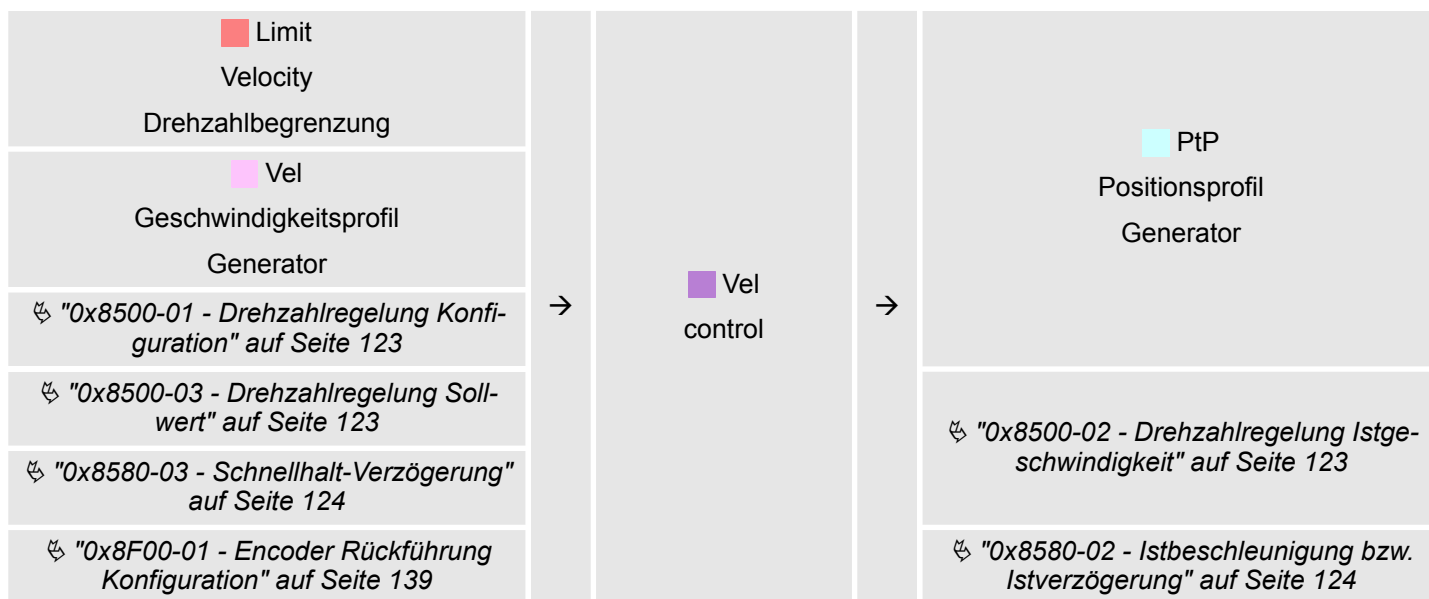 Limit
Velocity
Drehzahlbegrenzung
Vel
Geschwindigkeitsprofil
Generator
"0x8500-01 - Drehzahlregelung Konfi-
guration" auf Seite 123
"0x8500-03 - Drehzahlregelung Soll-
wert" auf Seite 123
"0x8580-03 - Schnellhalt-Verzögerung"
auf Seite 124
"0x8F00-01 - Encoder Rückführung
Konfiguration" auf Seite 139
→
Vel
control
→
PtP
Positionsprofil
Generator
"0x8500-02 - Drehzahlregelung Istge-
schwindigkeit" auf Seite 123
"0x8580-02 - Istbeschleunigung bzw.
Istverzögerung" auf Seite 124